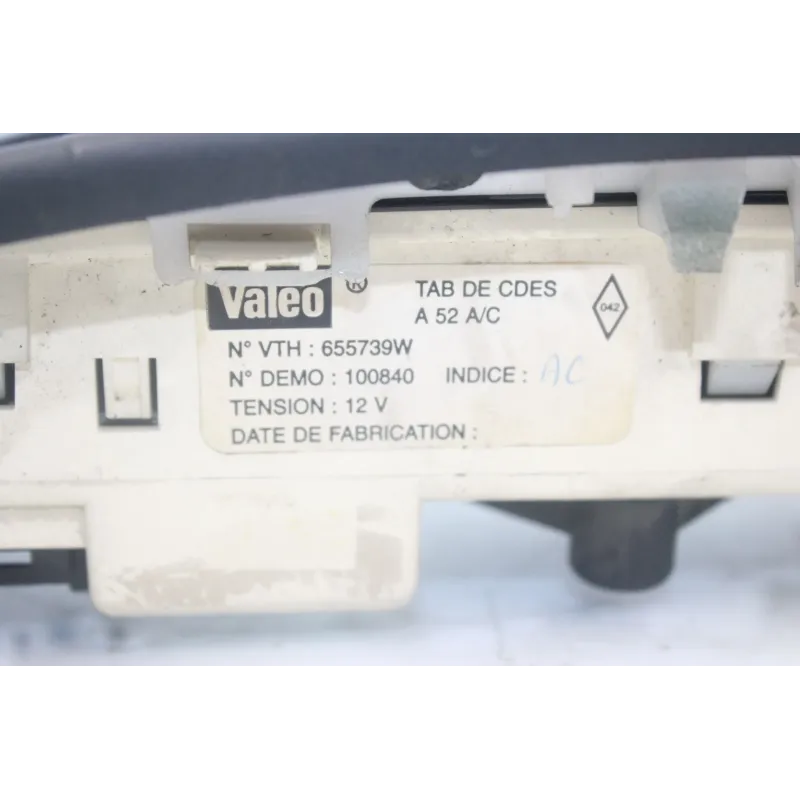 Valeo ® TAB DE CDES
A 52 A/C
042
N° VTH : 655739W
N° DEMO : 100840 INDICE : AC
TENSION : 12 V
DATE DE FABRICATION :